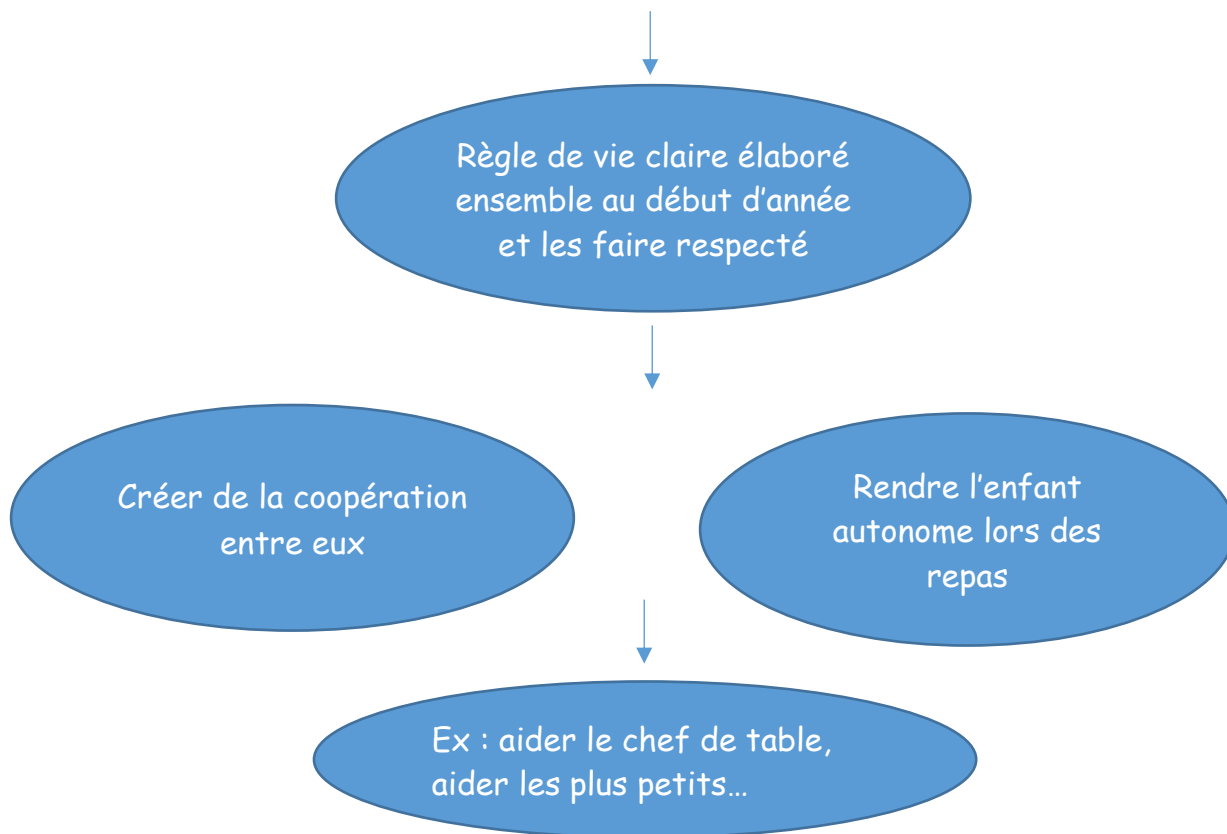 Règle de vie claire élaboré
ensemble au début d’année
et les faire respecté
Créer de la coopération
entre eux
Rendre l’enfant
autonome lors des
repas
Ex : aider le chef de table,
aider les plus petits…